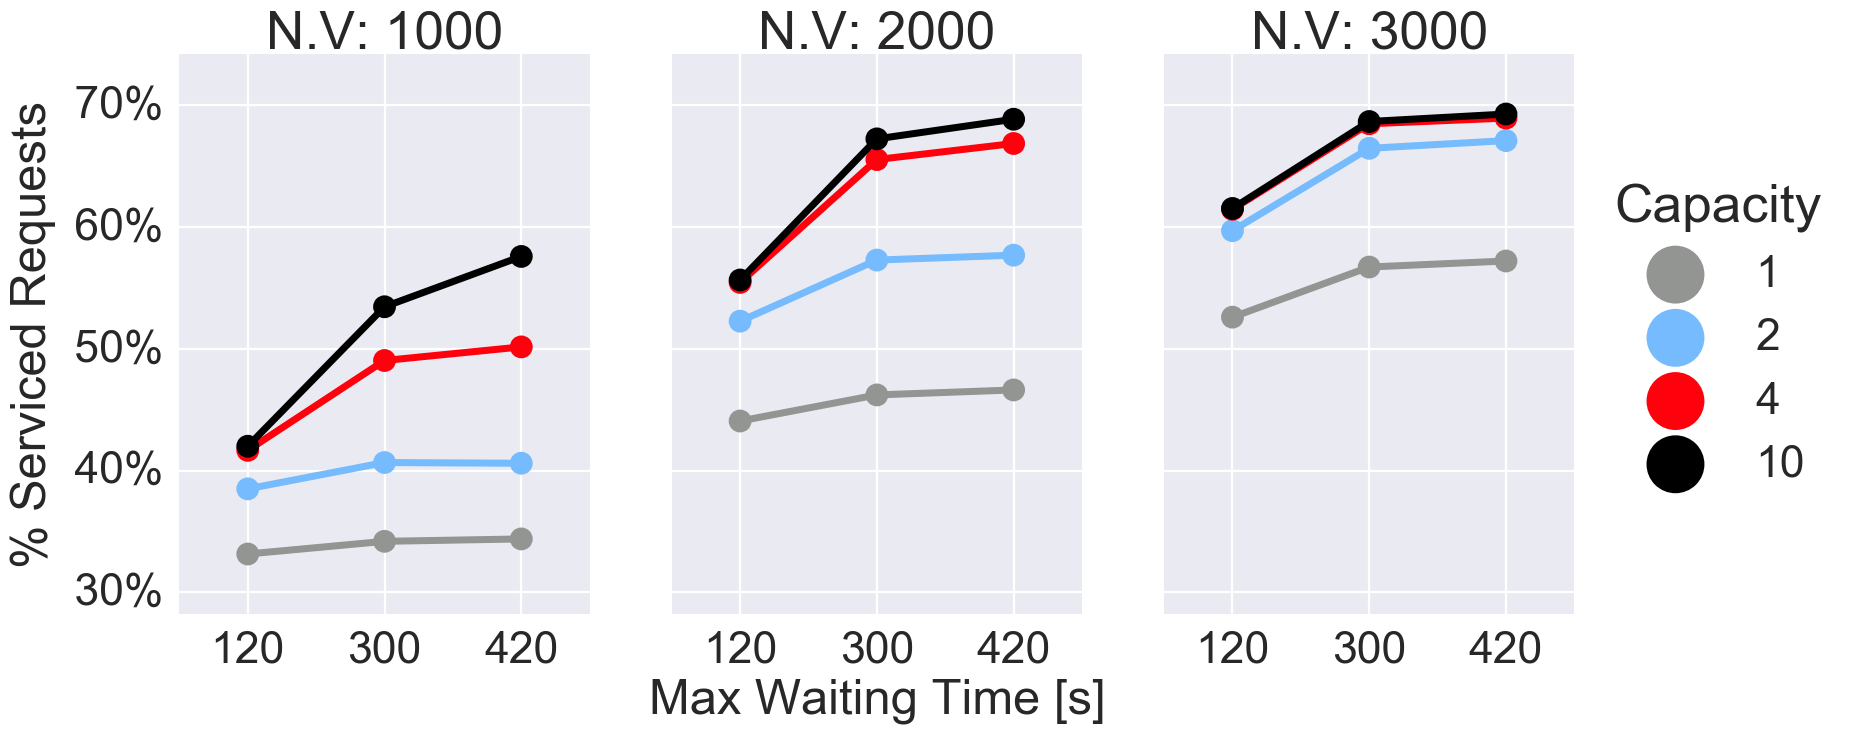 N.V: 1000 N.V: 2000 N.V: 3000
% Serviced Requests
70%
60%
50%
40%
30%
120 300 420 120 300 420 120 300 420
Max Waiting Time [s]
Capacity
1
2
4
10